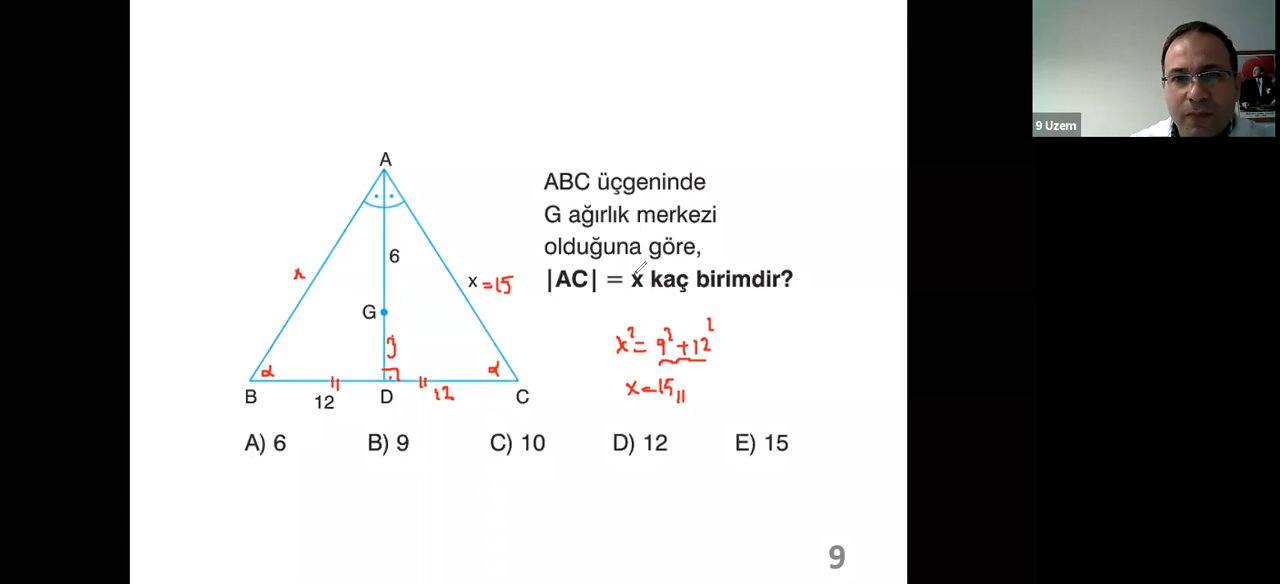 9 Uzem
A
ABC üçgeninde
G ağırlık merkezi
olduğuna göre,
|AC| = x kaç birimdir?
6
x = 15
G
3
x² = 9² + 12²
x = 15
α
α
B
12
D
12
C
A) 6
B) 9
C) 10
D) 12
E) 15
9